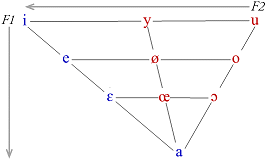 F2
F1 i y u
e ø o
ε œ ɔ
a